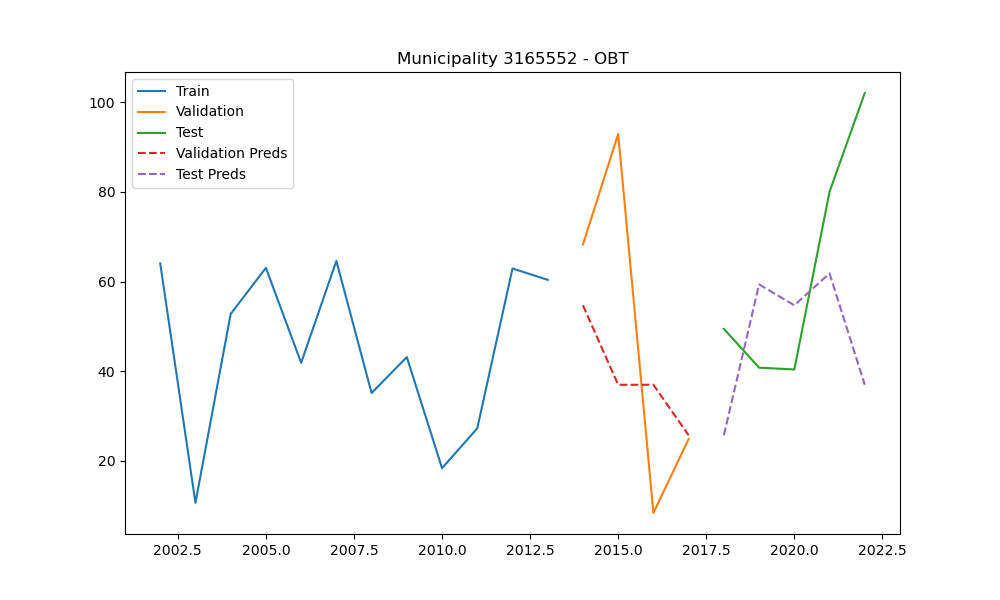 Municipality 3165552 - OBT
Train
Validation
Test
Validation Preds
Test Preds
100
80
60
40
20
2002.5 2005.0 2007.5 2010.0 2012.5 2015.0 2017.5 2020.0 2022.5